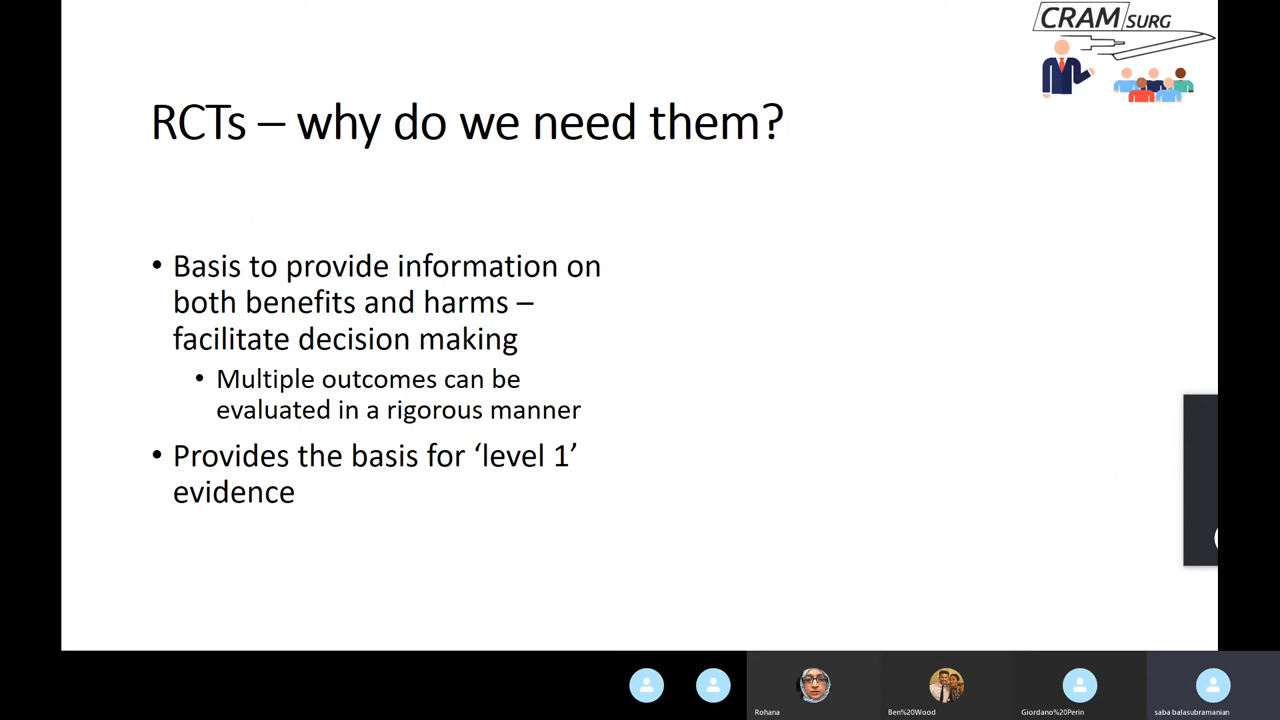 CRAM SURG
RCTs – why do we need them?
• Basis to provide information on
both benefits and harms –
facilitate decision making
• Multiple outcomes can be
evaluated in a rigorous manner
• Provides the basis for ‘level 1’
evidence
Rohana
Ben%20Wood
Giordano%20Perin
saba balasubramanian